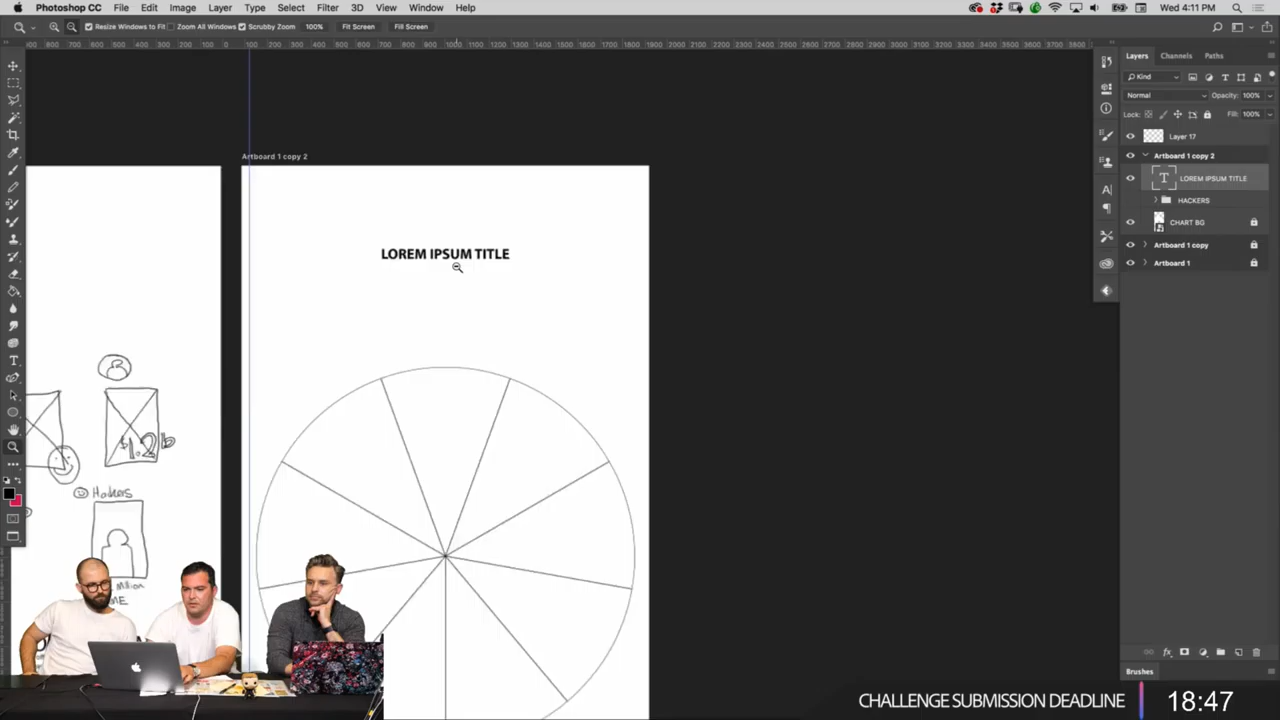 Photoshop CC File Edit Image Layer Type Select Filter 3D View Window Help
Wed 4:11 PM
Resize Windows to Fit Zoom All Windows Scrubby Zoom 100% Fit Screen Fill Screen
Layers Channels Paths
Kind
Normal Opacity: 100%
Lock: Fill: 100%
Layer 17
Artboard 1 copy 2
LOREM IPSUM TITLE
HACKERS
CHART BG
Artboard 1 copy
Artboard 1
Artboard 1 copy 2
LOREM IPSUM TITLE
$1.2b
Hackers
Million
Brushes
CHALLENGE SUBMISSION DEADLINE 18:47